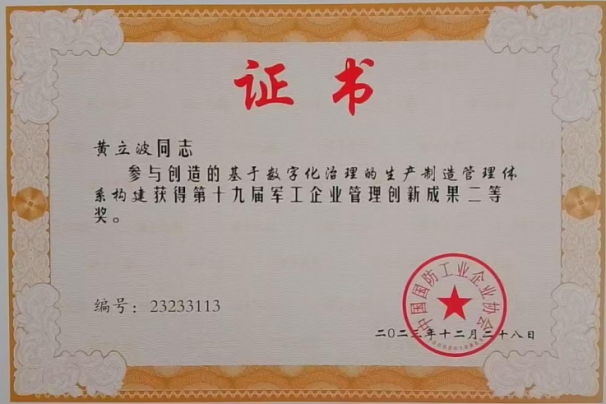 证书
黄立波同志
参与创造的基于数字化治理的生产制造管理体
系构建获得第十九届军工企业管理创新成果二等
奖。
编号：23233113
中国国防工业企业协会
二〇二三年十二月二十八日